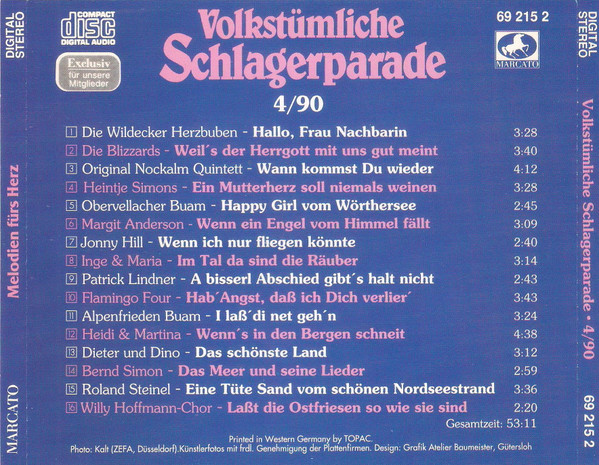 DIGITAL STEREO
COMPACT disc DIGITAL AUDIO
Exclusiv
für unsere
Mitglieder
Volkstümliche
Schlagerparade
4/90
69 215 2
MARCATO
DIGITAL STEREO
1 Die Wildecker Herzbuben - Hallo, Frau Nachbarin 3:28
2 Die Blizzards - Weil´s der Herrgott mit uns gut meint 3:40
3 Original Nockalm Quintett - Wann kommst Du wieder 4:12
4 Heintje Simons - Ein Mutterherz soll niemals weinen 3:28
5 Obervellacher Buam - Happy Girl vom Wörthersee 2:45
6 Margit Anderson - Wenn ein Engel vom Himmel fällt 3:09
7 Jonny Hill - Wenn ich nur fliegen könnte 2:40
8 Inge & Maria - Im Tal da sind die Räuber 3:14
9 Patrick Lindner - A bisserl Abschied gibt´s halt nicht 2:43
10 Flamingo Four - Hab´Angst, daß ich Dich verlier´ 3:43
11 Alpenfrieden Buam - I laß´di net geh´n 3:24
12 Heidi & Martina - Wenn´s in den Bergen schneit 4:38
13 Dieter und Dino - Das schönste Land 3:12
14 Bernd Simon - Das Meer und seine Lieder 2:59
15 Roland Steinel - Eine Tüte Sand vom schönen Nordseestrand 3:36
16 Willy Hoffmann-Chor - Laßt die Ostfriesen so wie sie sind 2:20
Gesamtzeit: 53:11
Printed in Western Germany by TOPAC.
Photo: Kalt (ZEFA, Düsseldorf).Künstlerfotos mit frdl. Genehmigung der Plattenfirmen. Design: Grafik Atelier Baumeister, Gütersloh
Melodien fürs Herz
MARCATO
Volkstümliche Schlagerparade • 4/90
69 215 2